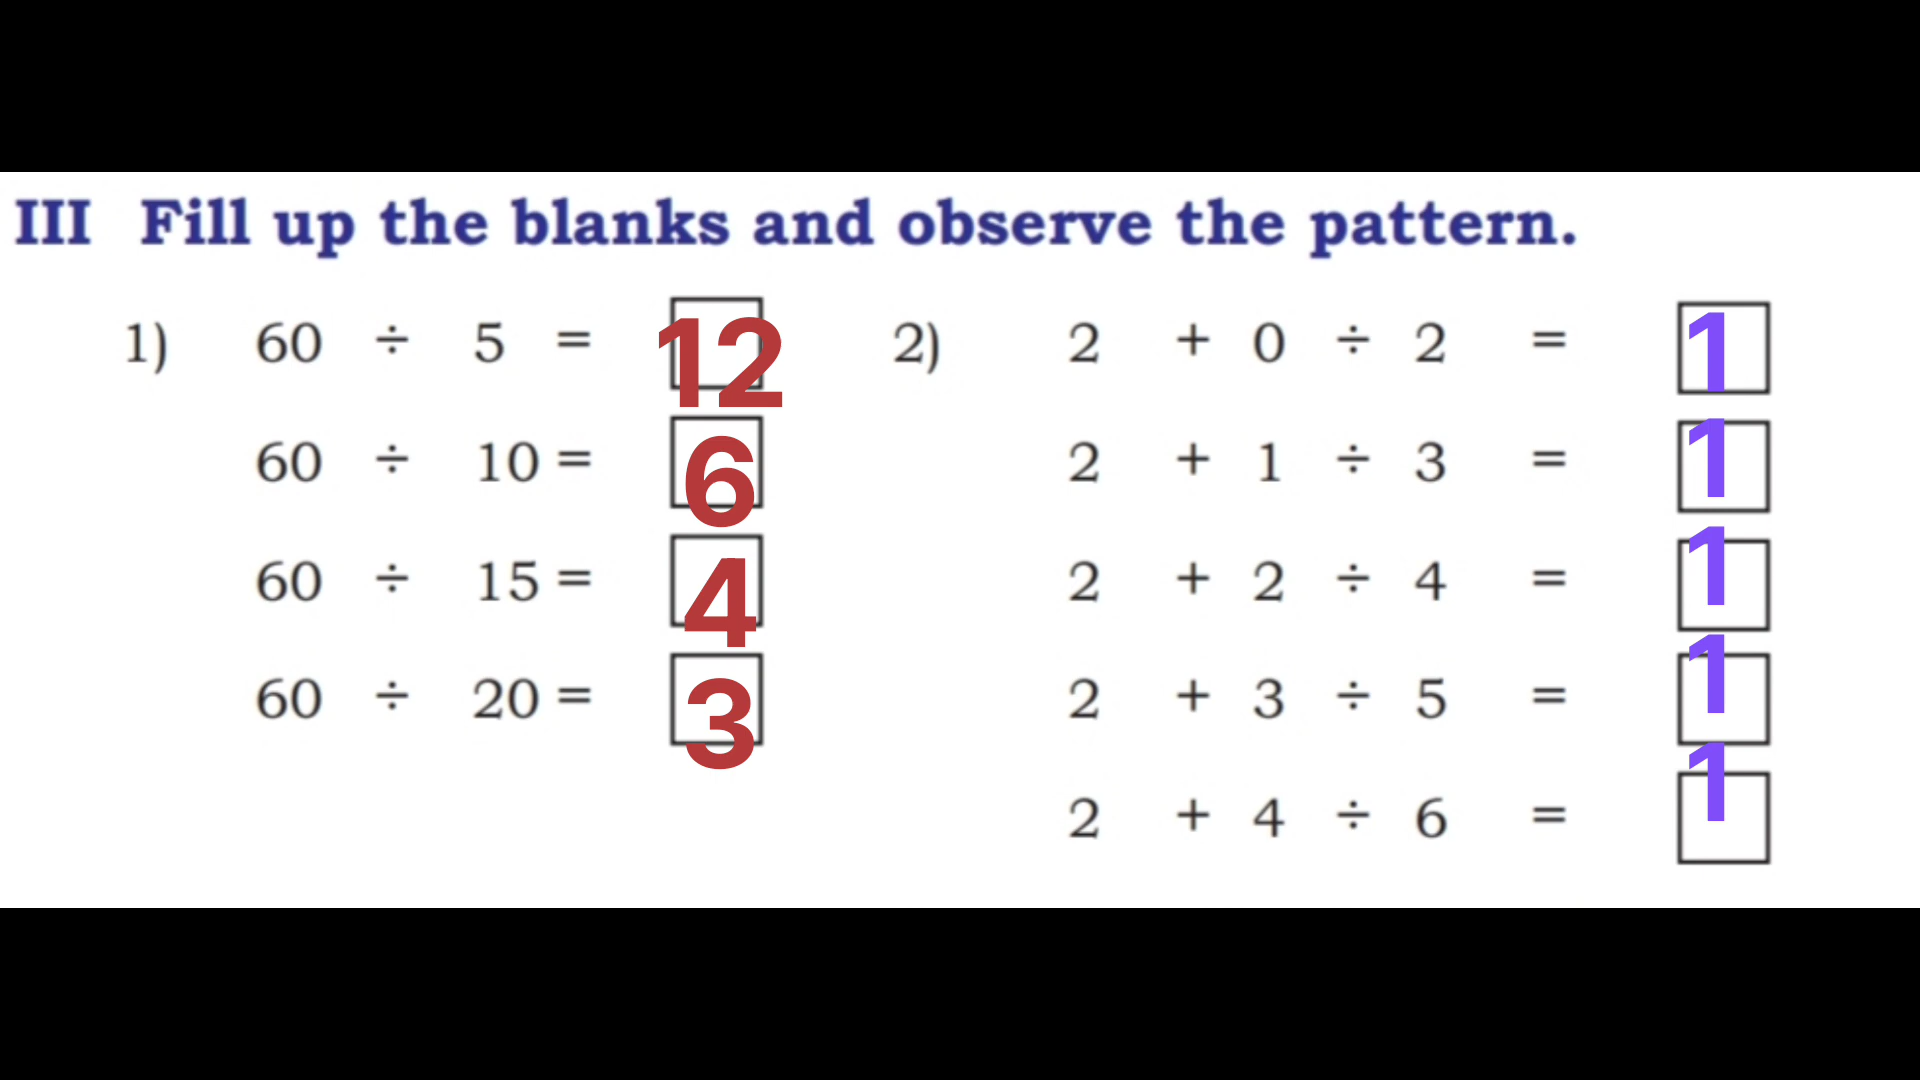 III Fill up the blanks and observe the pattern.
1) 60 ÷ 5 = 12 2) 2 + 0 ÷ 2 = 1
60 ÷ 10 = 6 2 + 1 ÷ 3 = 1
60 ÷ 15 = 4 2 + 2 ÷ 4 = 1
60 ÷ 20 = 3 2 + 3 ÷ 5 = 1
2 + 4 ÷ 6 = 1